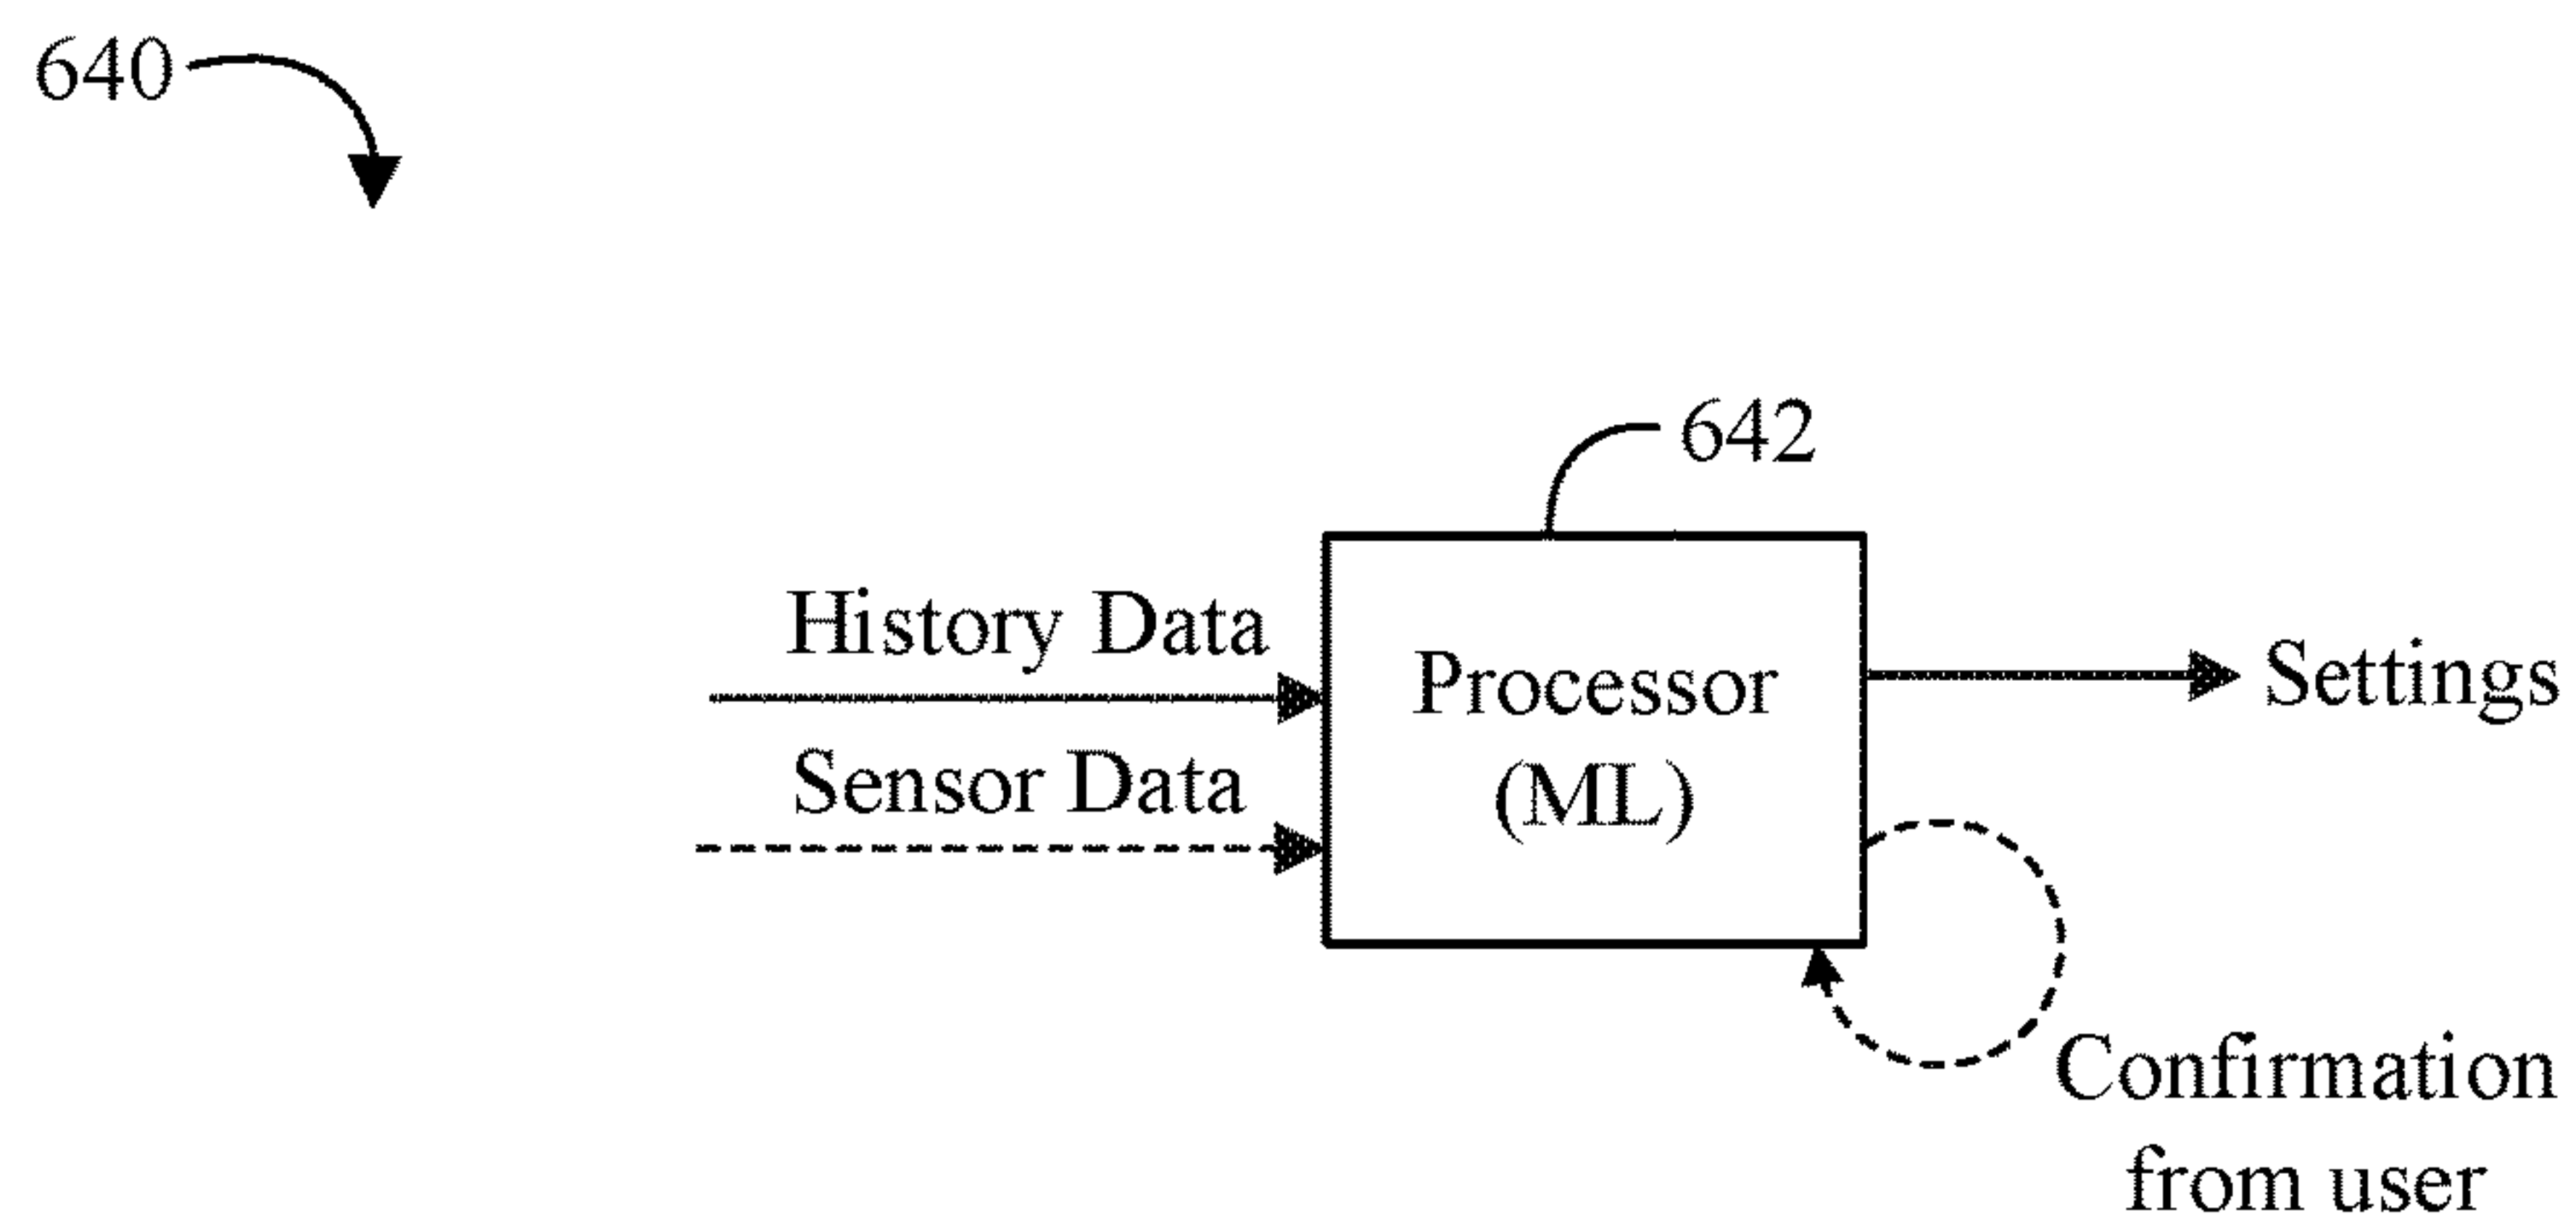 640
642
History Data
Sensor Data
Processor
(ML)
Settings
Confirmation
from user